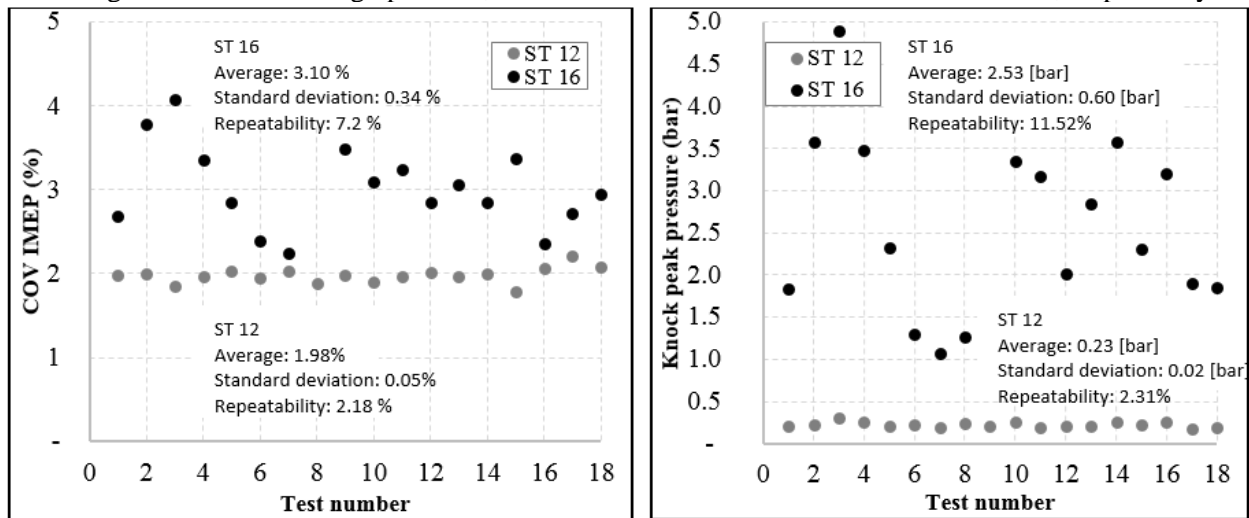 5
4
3
2
1
-
COV IMEP (%)
ST 16
Average: 3.10 %
Standard deviation: 0.34 %
Repeatability: 7.2 %
ST 12
ST 16
ST 12
Average: 1.98%
Standard deviation: 0.05%
Repeatability: 2.18 %
0 2 4 6 8 10 12 14 16 18
Test number
5.0
4.5
4.0
3.5
3.0
2.5
2.0
1.5
1.0
0.5
-
Knock peak pressure (bar)
ST 12
ST 16
ST 16
Average: 2.53 [bar]
Standard deviation: 0.60 [bar]
Repeatability: 11.52%
ST 12
Average: 0.23 [bar]
Standard deviation: 0.02 [bar]
Repeatability: 2.31%
0 2 4 6 8 10 12 14 16 18
Test number